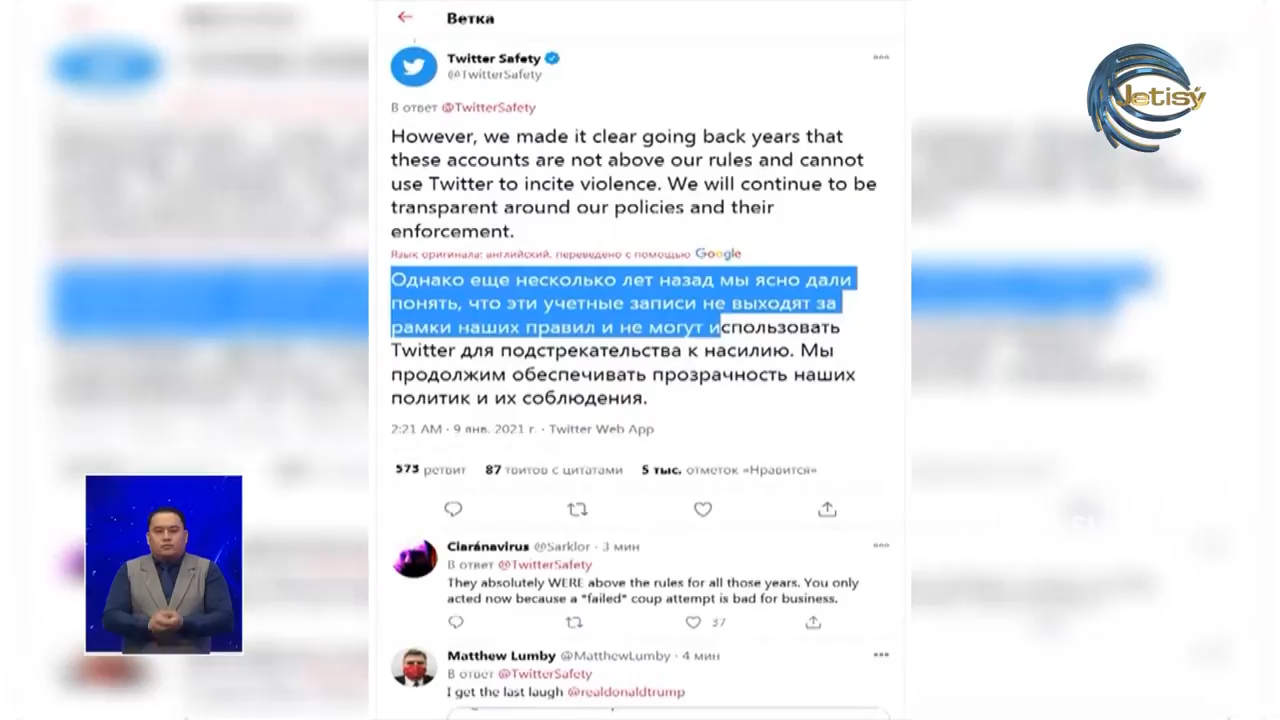 Ветка
Twitter Safety
@TwitterSafety
В ответ @TwitterSafety
However, we made it clear going back years that
these accounts are not above our rules and cannot
use Twitter to incite violence. We will continue to be
transparent around our policies and their
enforcement.
Язык оригинала: английский, переведено с помощью Google
Однако еще несколько лет назад мы ясно дали
понять, что эти учетные записи не выходят за
рамки наших правил и не могут использовать
Twitter для подстрекательства к насилию. Мы
продолжим обеспечивать прозрачность наших
политик и их соблюдения.
2:21 AM · 9 янв. 2021 г. · Twitter Web App
573 ретвит 87 твитов с цитатами 5 тыс. отметок «Нравится»
Ciaránavirus @Sarklor · 3 мин
В ответ @TwitterSafety
They absolutely WERE above the rules for all those years. You only
acted now because a *failed* coup attempt is bad for business.
37
Matthew Lumby @MatthewLumby · 4 мин
В ответ @TwitterSafety
I get the last laugh @realdonaldtrump
Jetisý